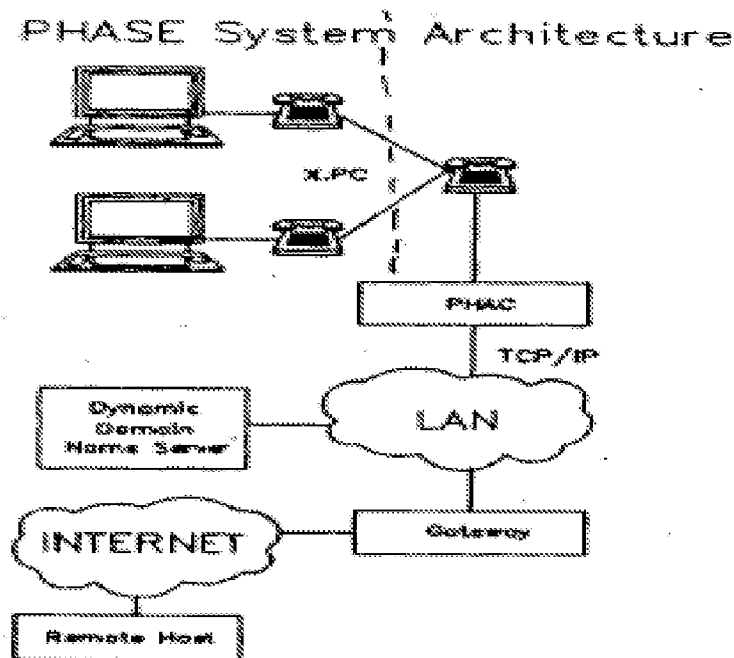 PHASE System Architecture
X.PC
PHAC
TCP/IP
LAN
Dynamic
Domain
Name Server
Gateway
INTERNET
Remote Host